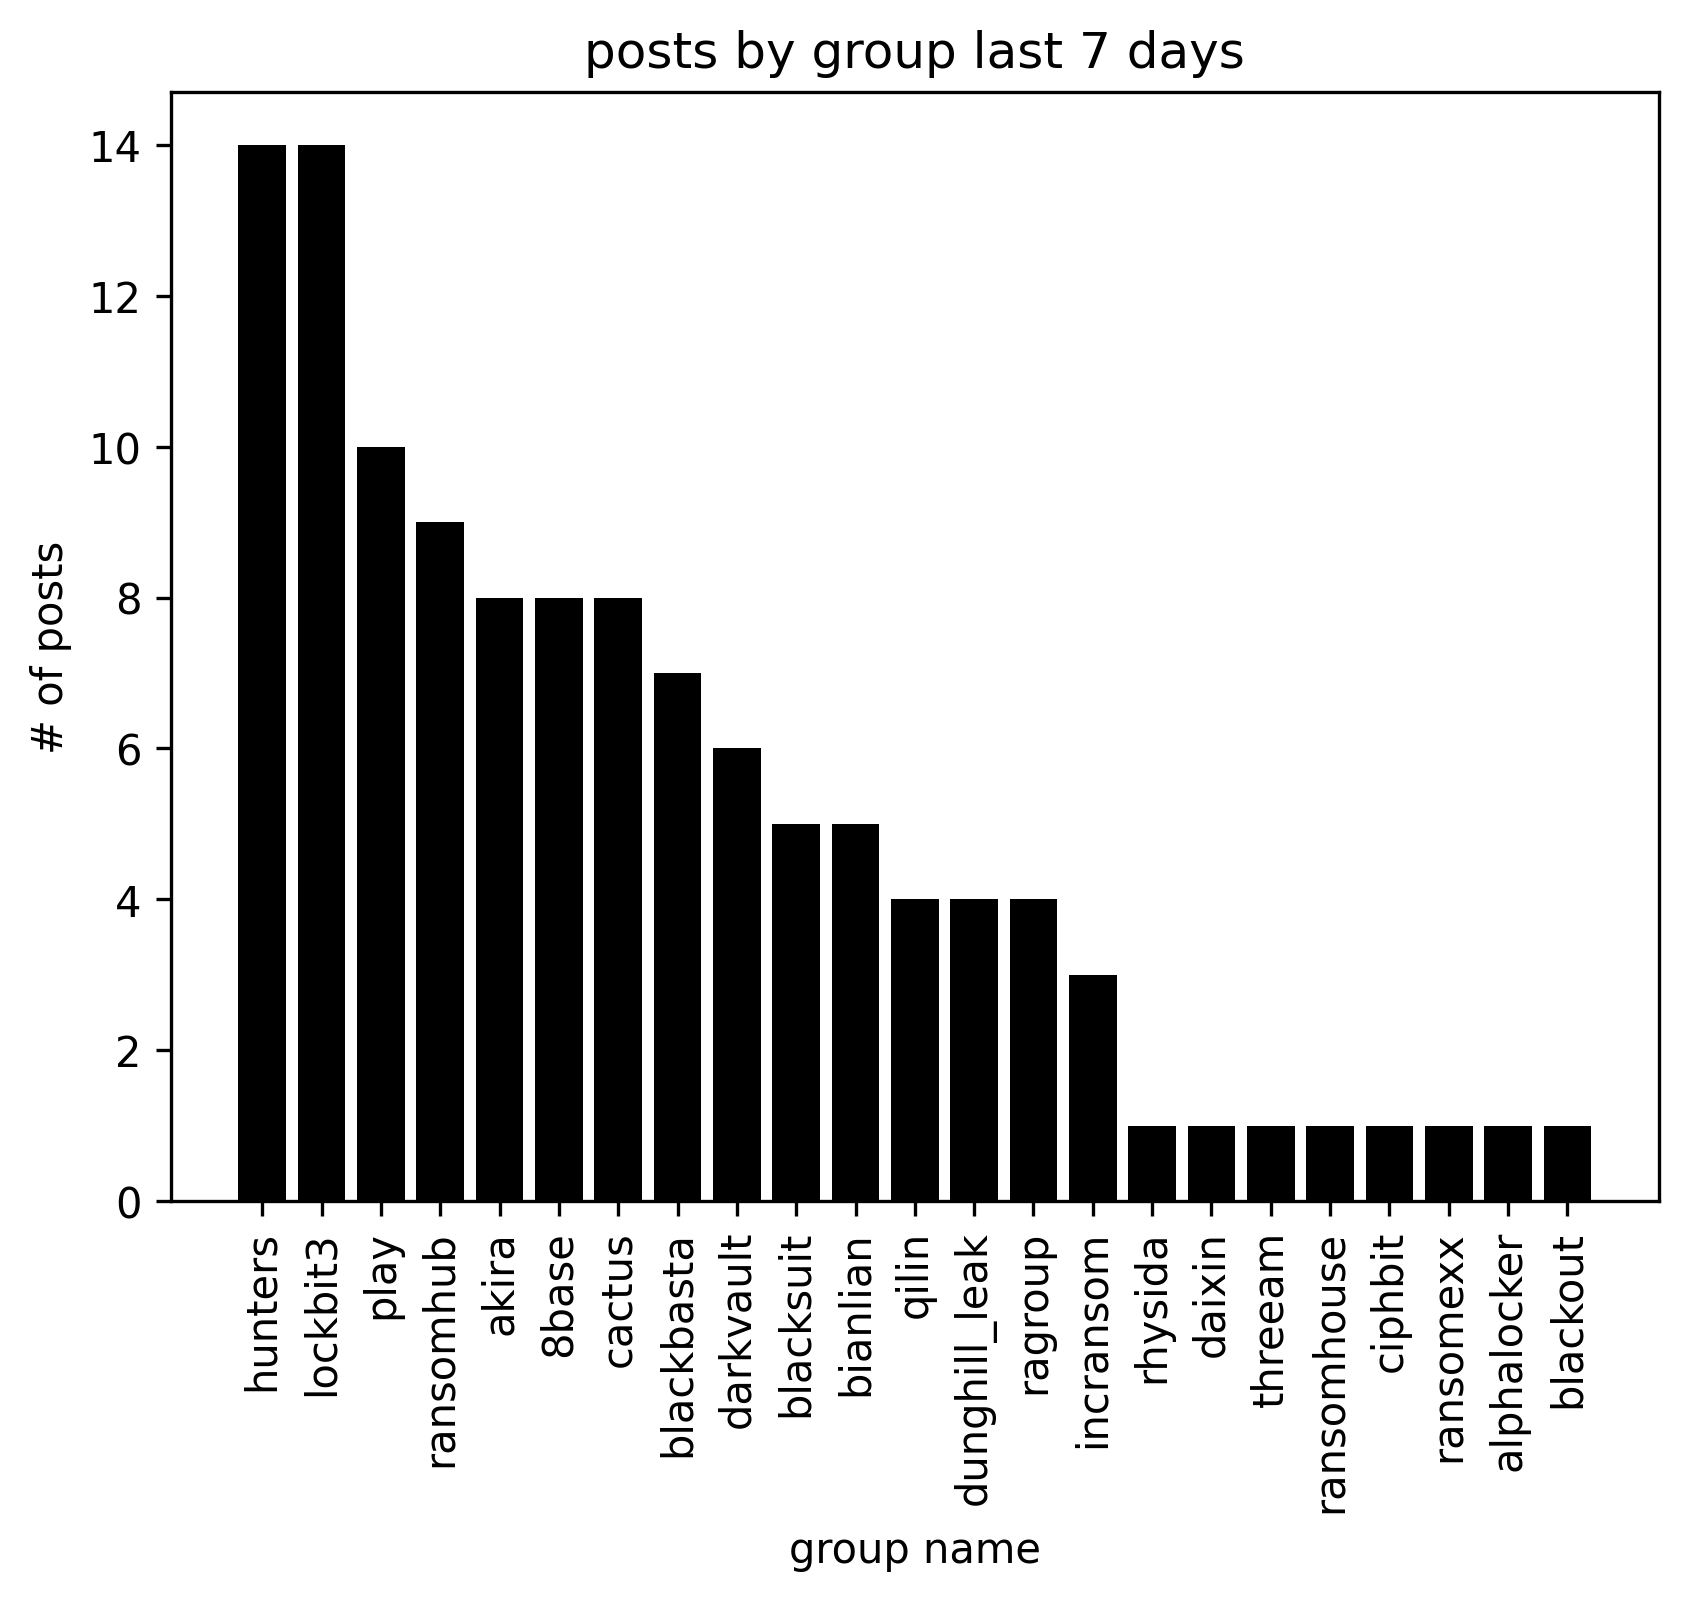 posts by group last 7 days
# of posts
14
12
10
8
6
4
2
0
hunters
lockbit3
play
ransomhub
akira
8base
cactus
blackbasta
darkvault
blacksuit
bianlian
qilin
dunghill_leak
ragroup
incransom
rhysida
daixin
threeam
ransomhouse
ciphbit
ransomexx
alphalocker
blackout
group name